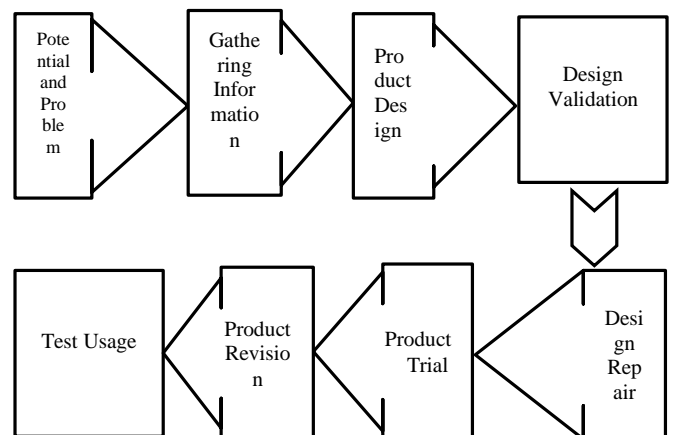 Pot
e
ntial
and
Pro
ble
m
Gathe
ring
Infor
matio
n
Pro
duct
Des
ign
Design
Validation
Desi
gn
Rep
air
Product
Trial
Product
Revisio
n
Test Usage